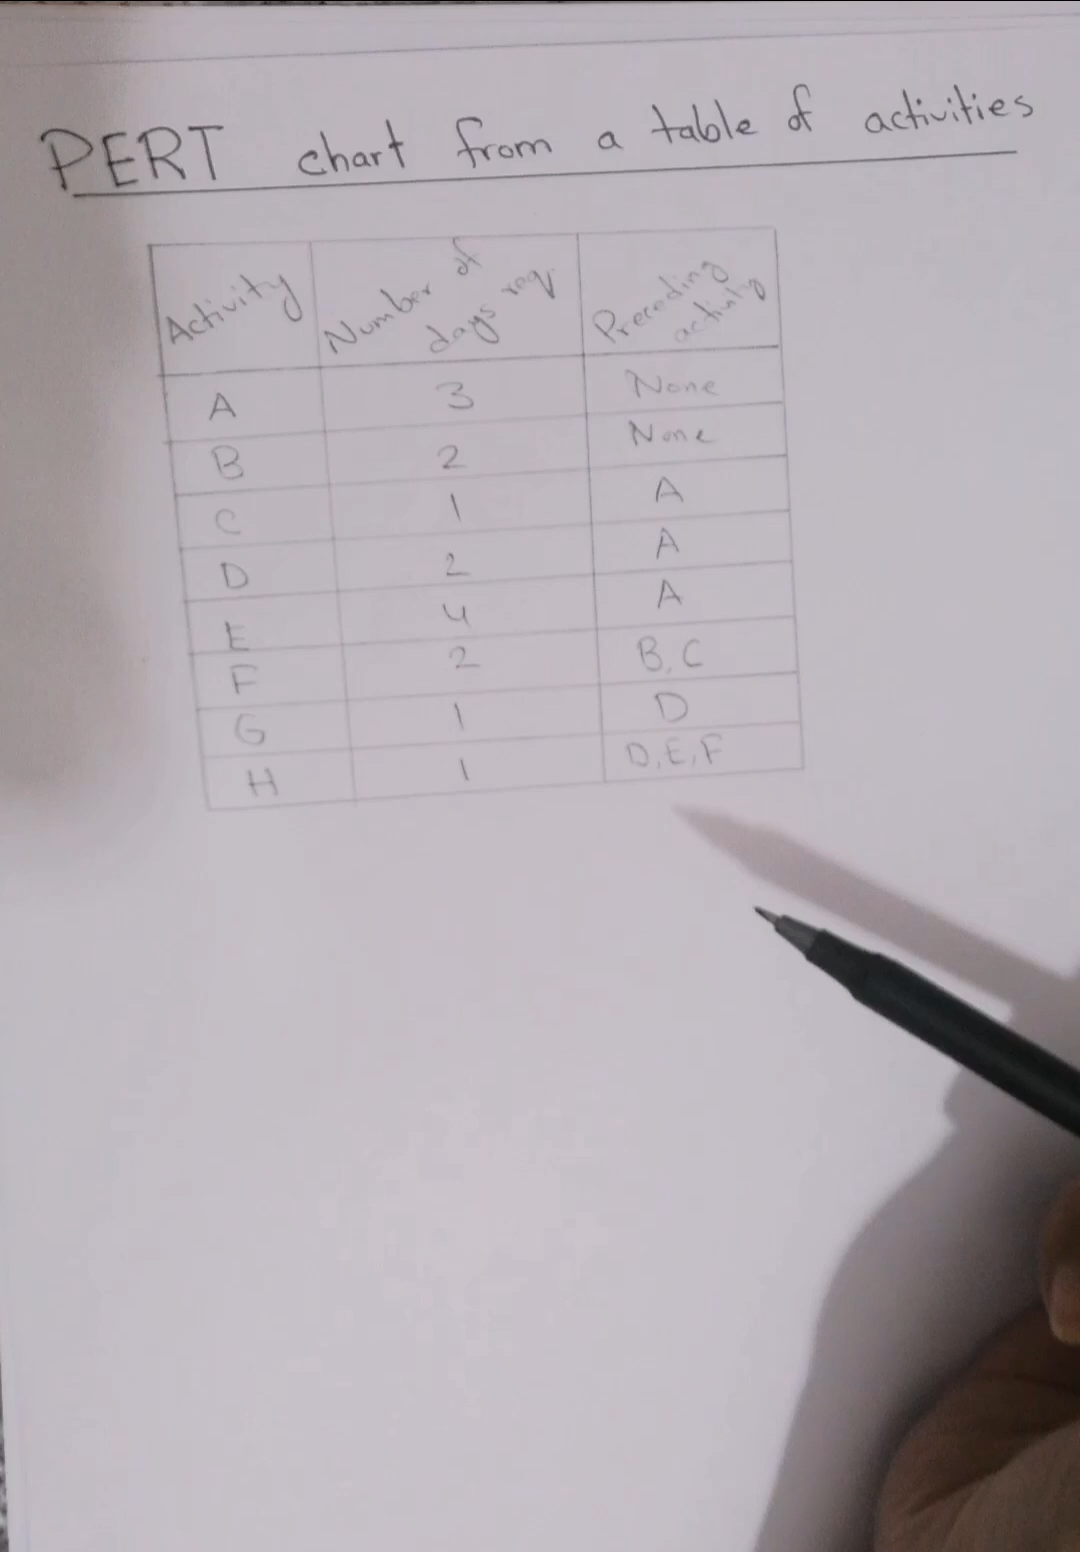 PERT chart from a table of activities
Activity Number of days req Preceding activity
A 3 None
B 2 None
C 1 A
D 2 A
E 4 A
F 2 B, C
G 1 D
H 1 D, E, F